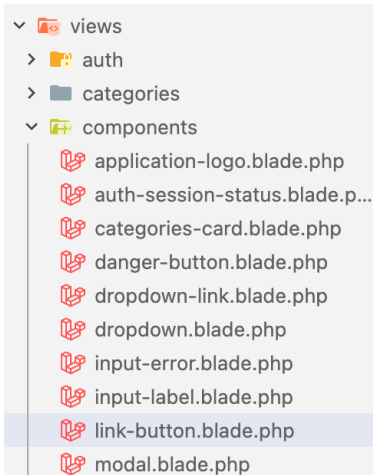 views
auth
categories
components
application-logo.blade.php
auth-session-status.blade.p...
categories-card.blade.php
danger-button.blade.php
dropdown-link.blade.php
dropdown.blade.php
input-error.blade.php
input-label.blade.php
link-button.blade.php
modal.blade.php